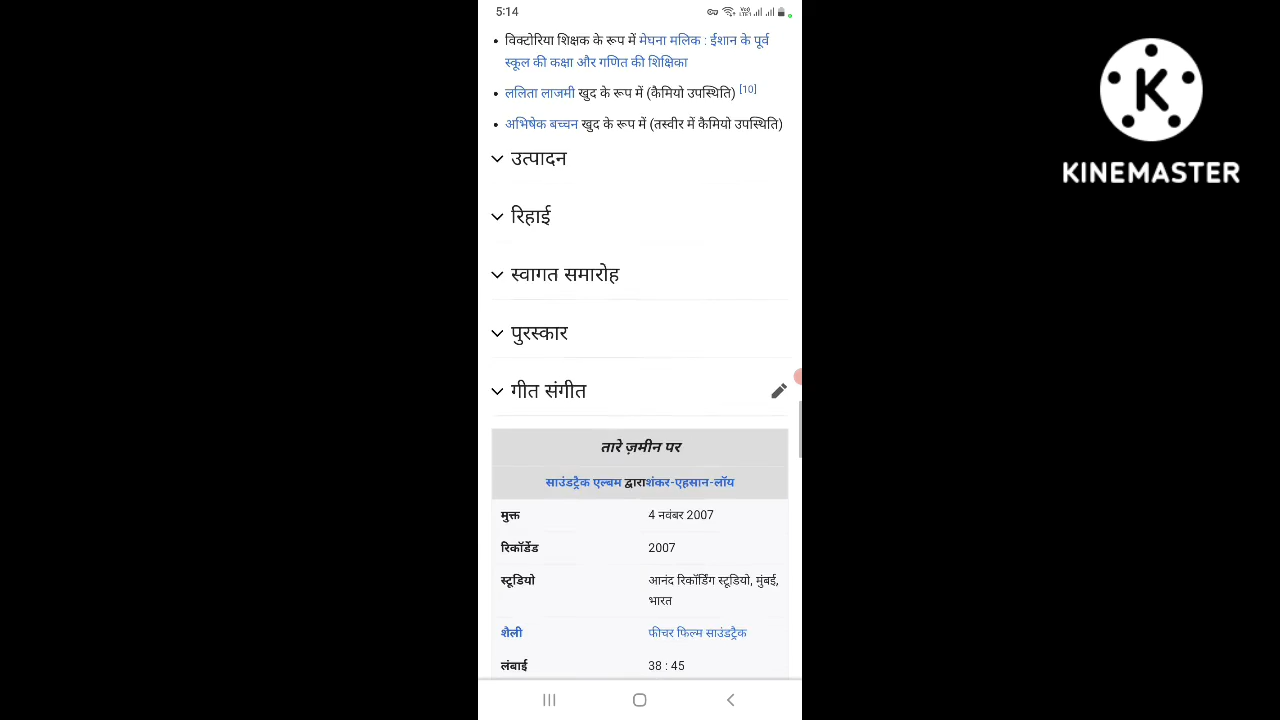 5:14
K
KINEMASTER
विक्टोरिया शिक्षक के रूप में मेघना मलिक : ईशान के पूर्व
स्कूल की कक्षा और गणित की शिक्षिका
ललिता लाजमी खुद के रूप में (कैमियो उपस्थिति) [10]
अभिषेक बच्चन खुद के रूप में (तस्वीर में कैमियो उपस्थिति)
उत्पादन
रिहाई
स्वागत समारोह
पुरस्कार
गीत संगीत
तारे ज़मीन पर
साउंडट्रैक एल्बम द्वाराशंकर-एहसान-लॉय
मुक्त 4 नवंबर 2007
रिकॉर्डेड 2007
स्टूडियो आनंद रिकॉर्डिंग स्टूडियो, मुंबई,
भारत
शैली फीचर फिल्म साउंडट्रैक
लंबाई 38 : 45